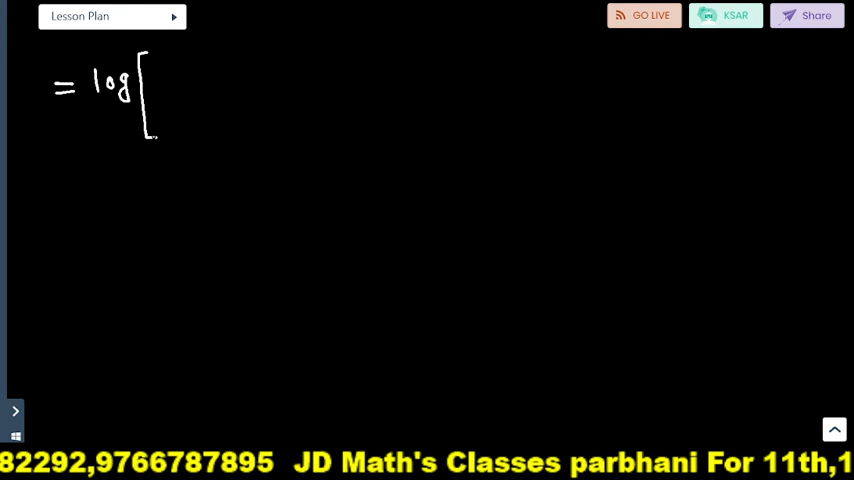 Lesson Plan
GO LIVE
KSAR
Share
= log [
82292,9766787895 JD Math's Classes parbhani For 11th,1